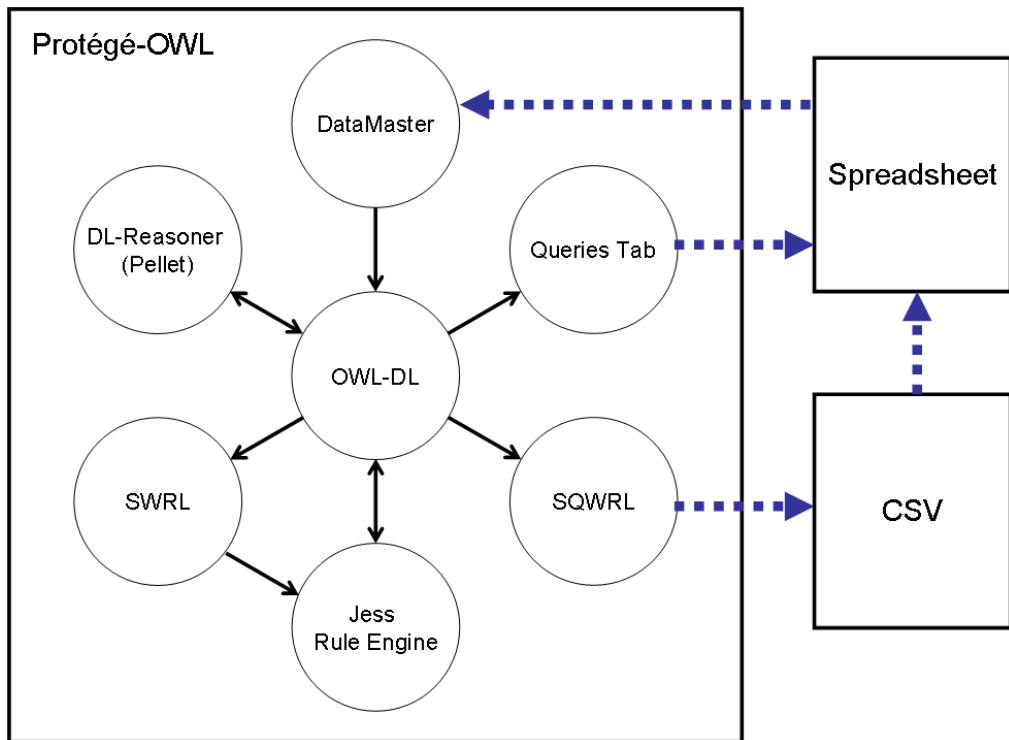 Protégé-OWL
DataMaster
Spreadsheet
DL-Reasoner
(Pellet)
Queries Tab
OWL-DL
SWRL
SQWRL
CSV
Jess
Rule Engine